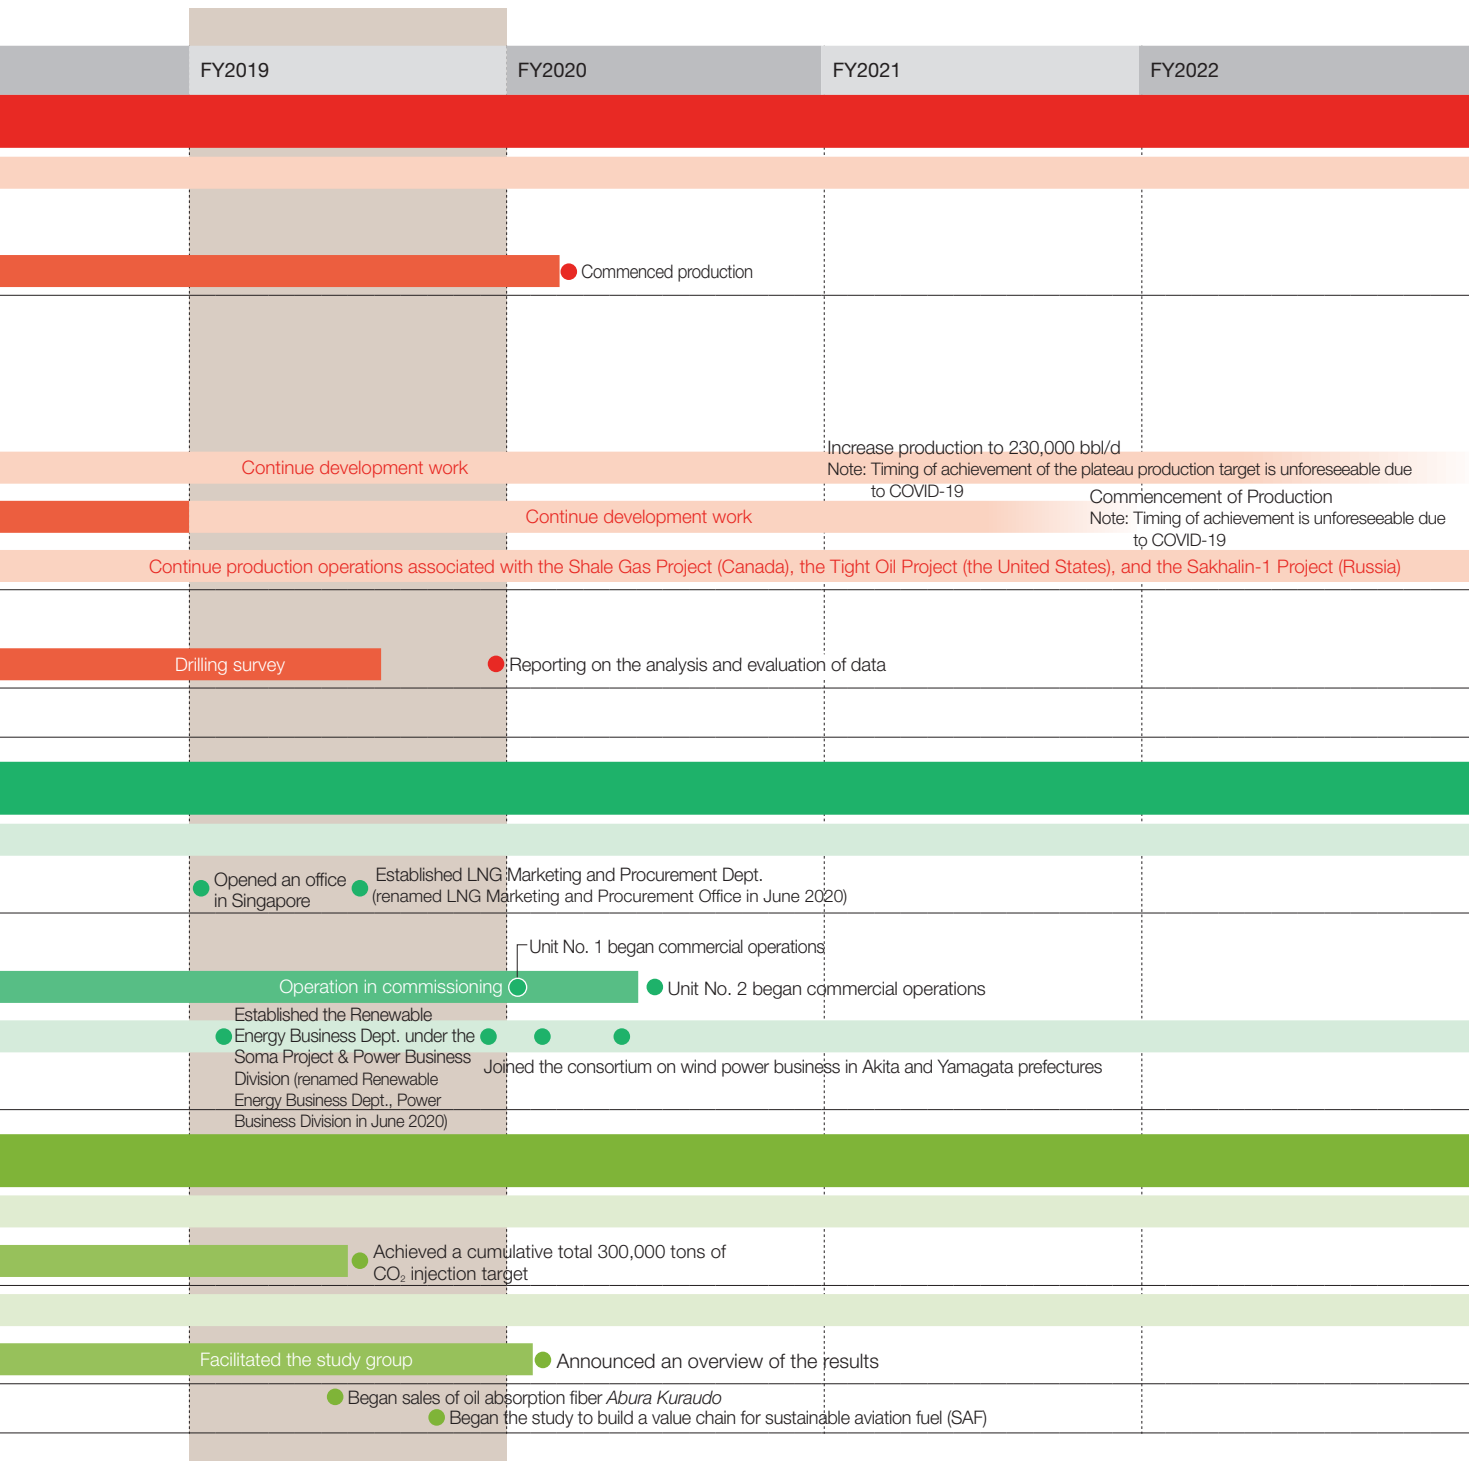 FY2019
FY2020
FY2021
FY2022
Commenced production
Increase production to 230,000 bbl/d
Continue development work
Note: Timing of achievement of the plateau production target is unforeseeable due
to COVID-19
Commencement of Production
Continue development work
Note: Timing of achievement is unforeseeable due
to COVID-19
Continue production operations associated with the Shale Gas Project (Canada), the Tight Oil Project (the United States), and the Sakhalin-1 Project (Russia)
Drilling survey
Reporting on the analysis and evaluation of data
Opened an office
in Singapore
Established LNG Marketing and Procurement Dept.
(renamed LNG Marketing and Procurement Office in June 2020)
Unit No. 1 began commercial operations
Operation in commissioning
Unit No. 2 began commercial operations
Established the Renewable
Energy Business Dept. under the
Soma Project & Power Business
Division (renamed Renewable
Energy Business Dept., Power
Business Division in June 2020)
Joined the consortium on wind power business in Akita and Yamagata prefectures
Achieved a cumulative total 300,000 tons of
CO₂ injection target
Facilitated the study group
Announced an overview of the results
Began sales of oil absorption fiber Abura Kuraudo
Began the study to build a value chain for sustainable aviation fuel (SAF)